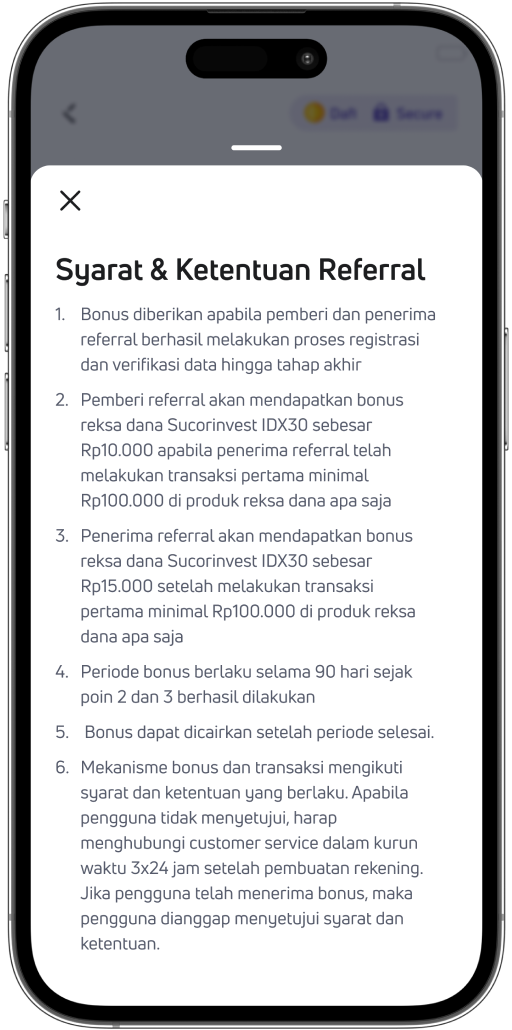 Daft Secure
Syarat & Ketentuan Referral
1. Bonus diberikan apabila pemberi dan penerima
referral berhasil melakukan proses registrasi
dan verifikasi data hingga tahap akhir
2. Pemberi referral akan mendapatkan bonus
reksa dana Sucorinvest IDX30 sebesar
Rp10.000 apabila penerima referral telah
melakukan transaksi pertama minimal
Rp100.000 di produk reksa dana apa saja
3. Penerima referral akan mendapatkan bonus
reksa dana Sucorinvest IDX30 sebesar
Rp15.000 setelah melakukan transaksi
pertama minimal Rp100.000 di produk reksa
dana apa saja
4. Periode bonus berlaku selama 90 hari sejak
poin 2 dan 3 berhasil dilakukan
5. Bonus dapat dicairkan setelah periode selesai.
6. Mekanisme bonus dan transaksi mengikuti
syarat dan ketentuan yang berlaku. Apabila
pengguna tidak menyetujui, harap
menghubungi customer service dalam kurun
waktu 3x24 jam setelah pembuatan rekening.
Jika pengguna telah menerima bonus, maka
pengguna dianggap menyetujui syarat dan
ketentuan.